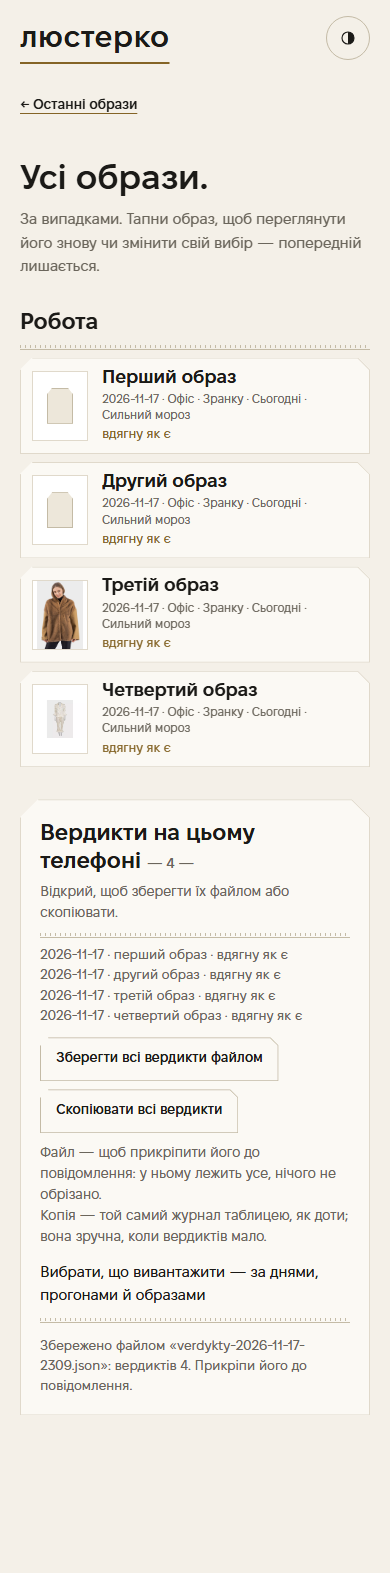 люстерко
← Останні образи
Усі образи.
За випадками. Тапни образ, щоб переглянути
його знову чи змінити свій вибір — попередній
лишається.
Робота
Перший образ
2026-11-17 · Офіс · Зранку · Сьогодні ·
Сильний мороз
вдягну як є
Другий образ
2026-11-17 · Офіс · Зранку · Сьогодні ·
Сильний мороз
вдягну як є
Третій образ
2026-11-17 · Офіс · Зранку · Сьогодні ·
Сильний мороз
вдягну як є
Четвертий образ
2026-11-17 · Офіс · Зранку · Сьогодні ·
Сильний мороз
вдягну як є
Вердикти на цьому
телефоні — 4 —
Відкрий, щоб зберегти їх файлом або
скопіювати.
2026-11-17 · перший образ · вдягну як є
2026-11-17 · другий образ · вдягну як є
2026-11-17 · третій образ · вдягну як є
2026-11-17 · четвертий образ · вдягну як є
Зберегти всі вердикти файлом
Скопіювати всі вердикти
Файл — щоб прикріпити його до
повідомлення: у ньому лежить усе, нічого не
обрізано.
Копія — той самий журнал таблицею, як доти;
вона зручна, коли вердиктів мало.
Вибрати, що вивантажити — за днями,
прогонами й образами
Збережено файлом «verdykty-2026-11-17-
2309.json»: вердиктів 4. Прикріпи його до
повідомлення.